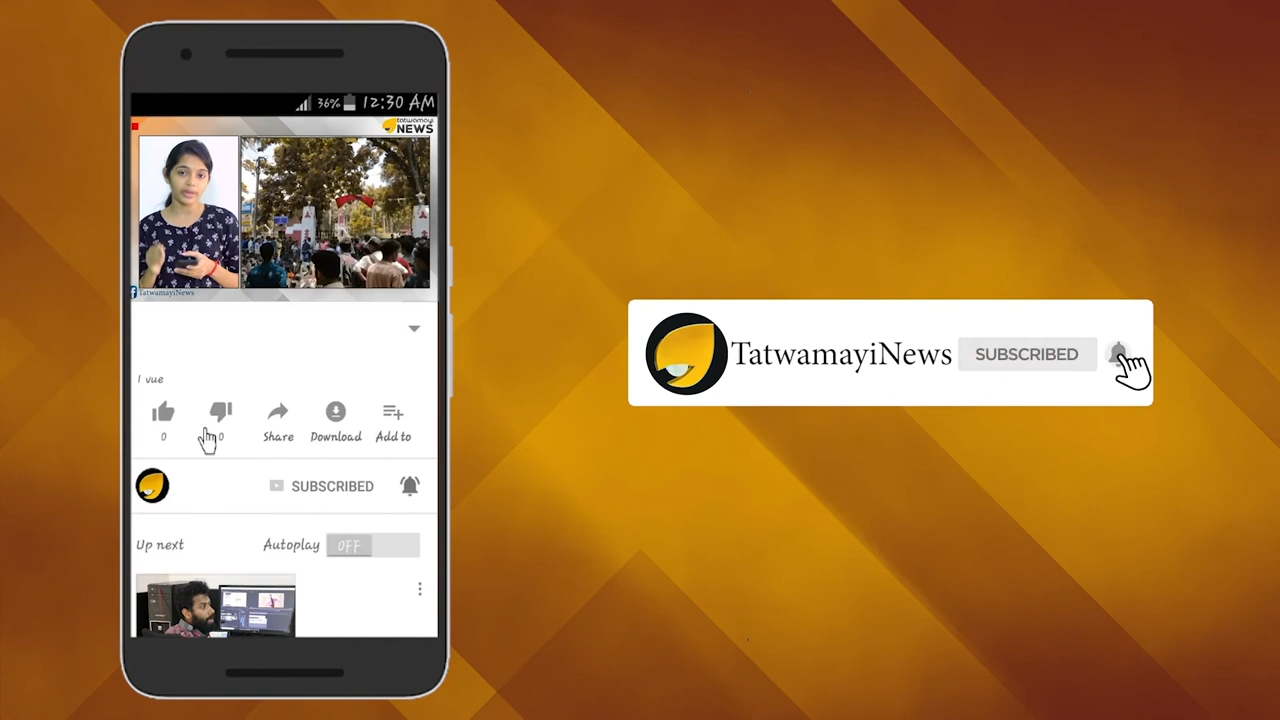 36% 12:30 AM
tatwamayi
NEWS
TatwamayiNews
1 vue
0
0
Share
Download
Add to
SUBSCRIBED
Up next
Autoplay
OFF
TatwamayiNews
SUBSCRIBED